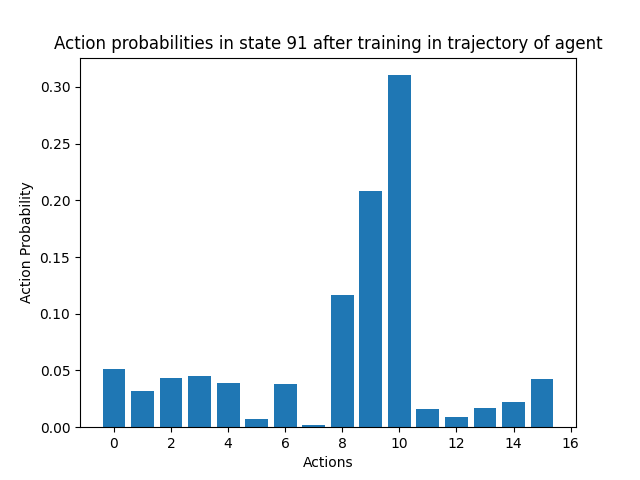 Action probabilities in state 91 after training in trajectory of agent
0.30
0.25
0.20
0.15
0.10
0.05
0.00
Action Probability
0 2 4 6 8 10 12 14 16
Actions